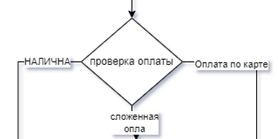 НАЛИЧНА
проверка оплаты
Оплата по карте
сложенная
опла